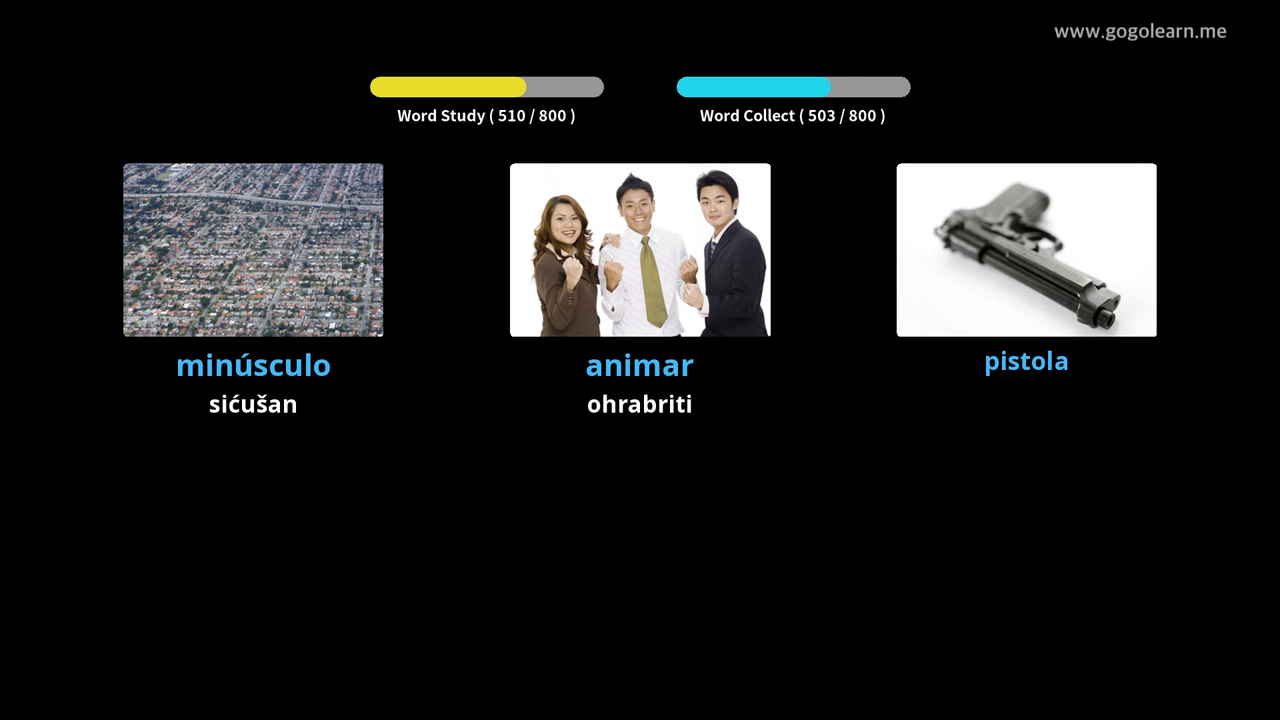 www.gogolearn.me
Word Study ( 510 / 800 )
Word Collect ( 503 / 800 )
minúsculo
sićušan
animar
ohrabriti
pistola